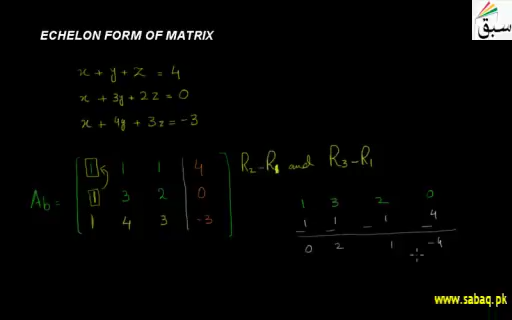 ECHELON FORM OF MATRIX
سبق
x + y + z = 4
x + 3y + 2z = 0
x + 4y + 3z = -3
R2-R1 and R3-R1
Ab =
1 1 1 4
1 3 2 0
1 4 3 -3
1 3 2 0
-1 -1 -1 -4
0 2 1 -4
www.sabaq.pk